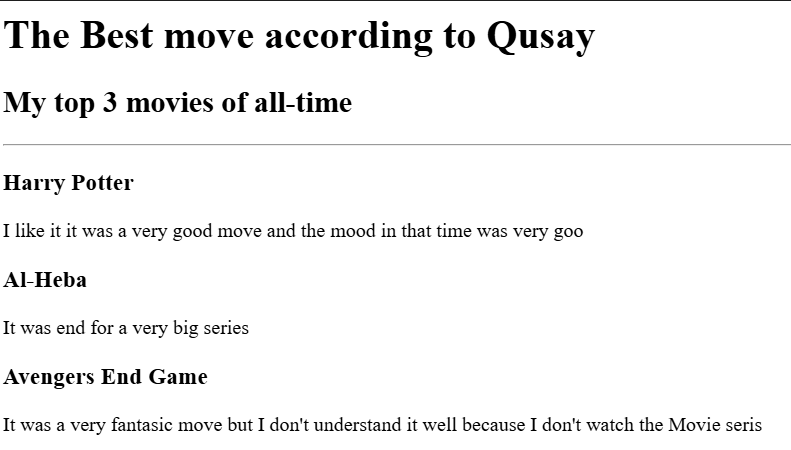 The Best move according to Qusay
My top 3 movies of all-time
Harry Potter
I like it it was a very good move and the mood in that time was very goo
Al-Heba
It was end for a very big series
Avengers End Game
It was a very fantasic move but I don't understand it well because I don't watch the Movie seris